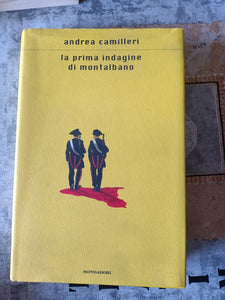 andrea camilleri
la prima indagine
di montalbano
MONDADORI